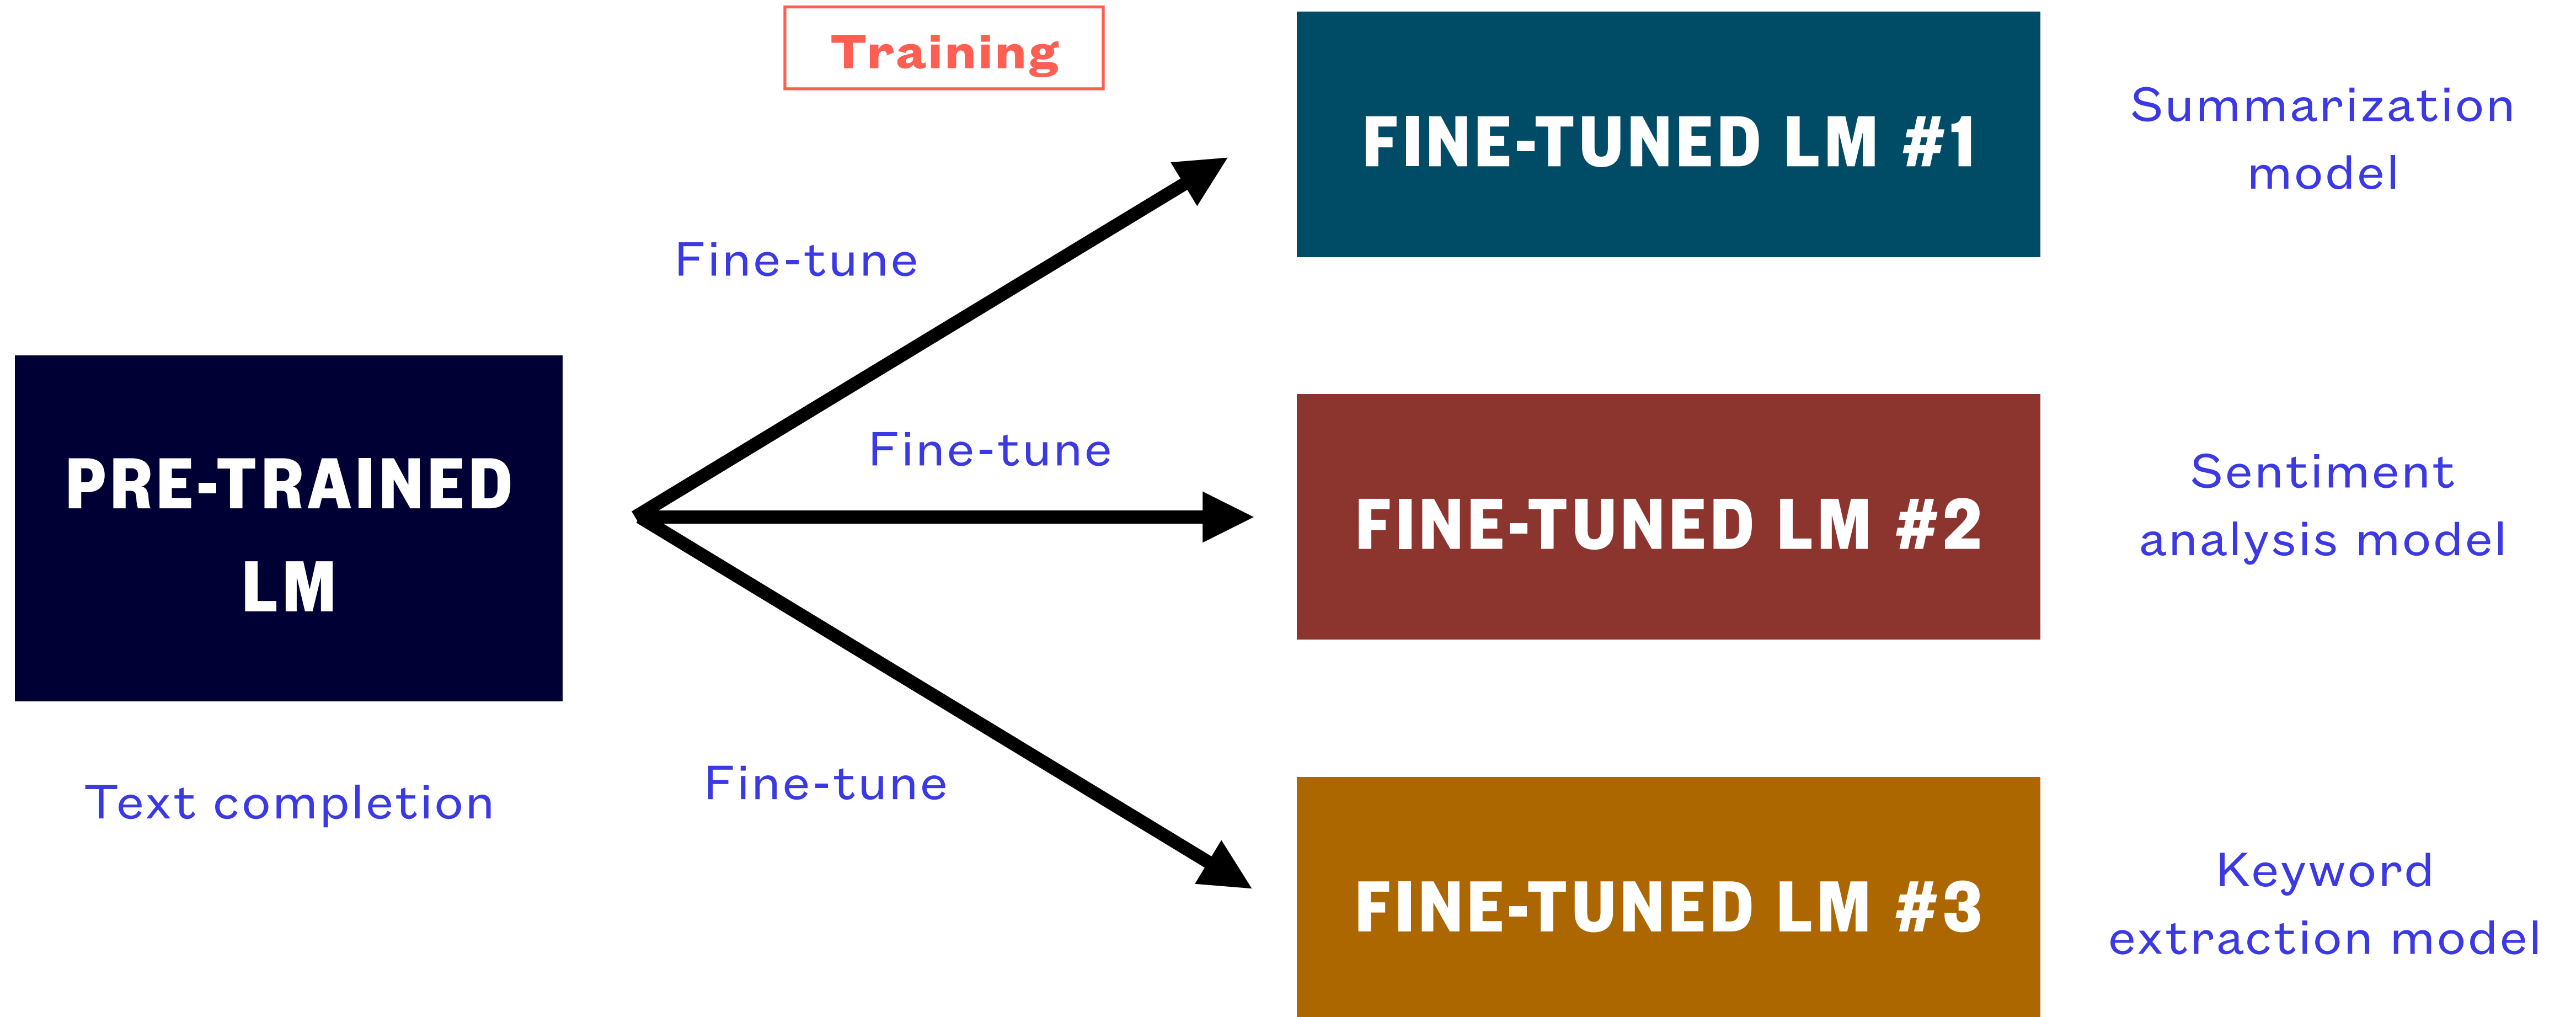 Training
FINE-TUNED LM #1
Summarization
model
Fine-tune
PRE-TRAINED
LM
Text completion
Fine-tune
FINE-TUNED LM #2
Sentiment
analysis model
Fine-tune
FINE-TUNED LM #3
Keyword
extraction model